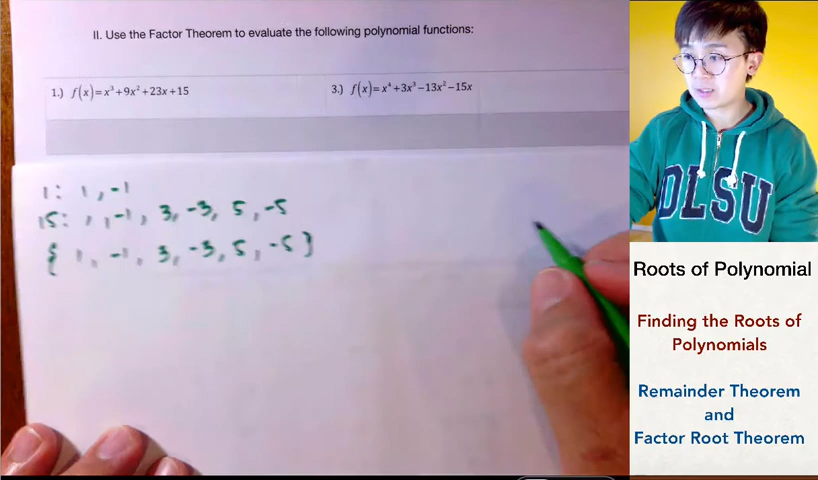 II. Use the Factor Theorem to evaluate the following polynomial functions:
1.) f(x)=x³+9x²+23x+15
3.) f(x)=x⁴+3x³−13x²−15x
1: 1, -1
15: 1, -1, 3, -3, 5, -5
{ 1, -1, 3, -3, 5, -5 }
DLSU
Roots of Polynomial
Finding the Roots of
Polynomials
Remainder Theorem
and
Factor Root Theorem